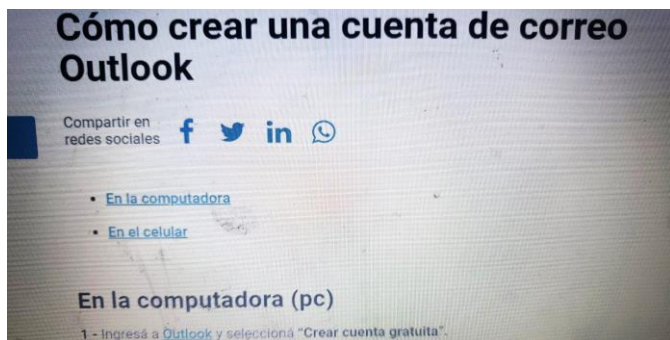 Cómo crear una cuenta de correo
Outlook
Compartir en
redes sociales
En la computadora
En el celular
En la computadora (pc)
1 - Ingresá a Outlook y seleccioná “Crear cuenta gratuita”.